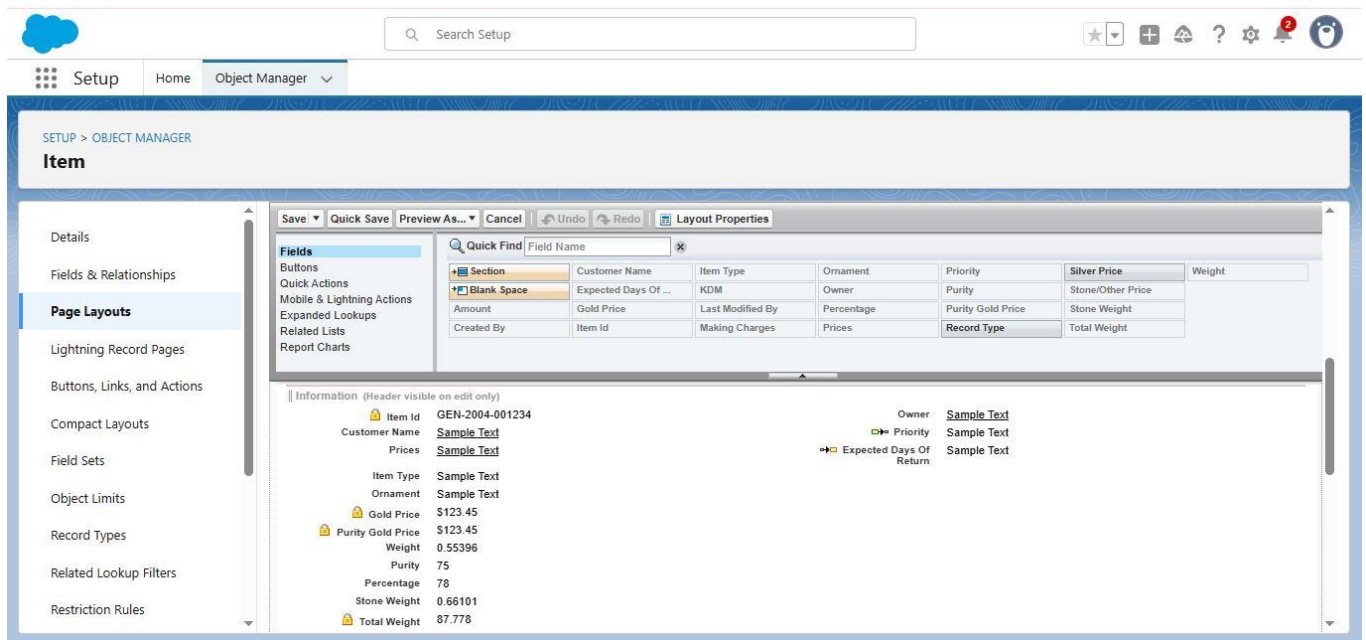 Search Setup
2
Setup Home Object Manager
SETUP > OBJECT MANAGER
Item
Details
Fields & Relationships
Page Layouts
Lightning Record Pages
Buttons, Links, and Actions
Compact Layouts
Field Sets
Object Limits
Record Types
Related Lookup Filters
Restriction Rules
Save Quick Save Preview As... Cancel Undo Redo Layout Properties
Fields
Buttons
Quick Actions
Mobile & Lightning Actions
Expanded Lookups
Related Lists
Report Charts
Quick Find Field Name
Section Customer Name Item Type Ornament Priority Silver Price Weight
Blank Space Expected Days Of ... KDM Owner Purity Stone/Other Price
Amount Gold Price Last Modified By Percentage Purity Gold Price Stone Weight
Created By Item Id Making Charges Prices Record Type Total Weight
Information (Header visible on edit only)
Item Id GEN-2004-001234
Customer Name Sample Text
Prices Sample Text
Item Type Sample Text
Ornament Sample Text
Gold Price $123.45
Purity Gold Price $123.45
Weight 0.55396
Purity 75
Percentage 78
Stone Weight 0.66101
Total Weight 87.778
Owner Sample Text
Priority Sample Text
Expected Days Of Sample Text
Return